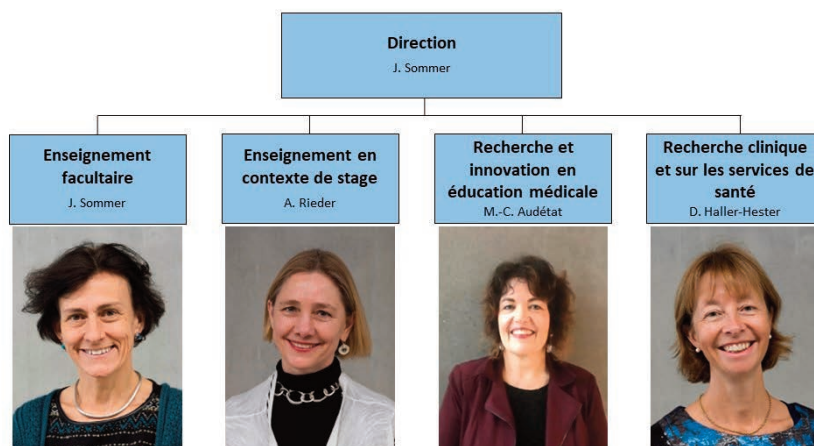 Direction
J. Sommer
Enseignement
facultaire
J. Sommer
Enseignement en
contexte de stage
A. Rieder
Recherche et
innovation en
éducation médicale
M.-C. Audétat
Recherche clinique
et sur les services de
santé
D. Haller-Hester